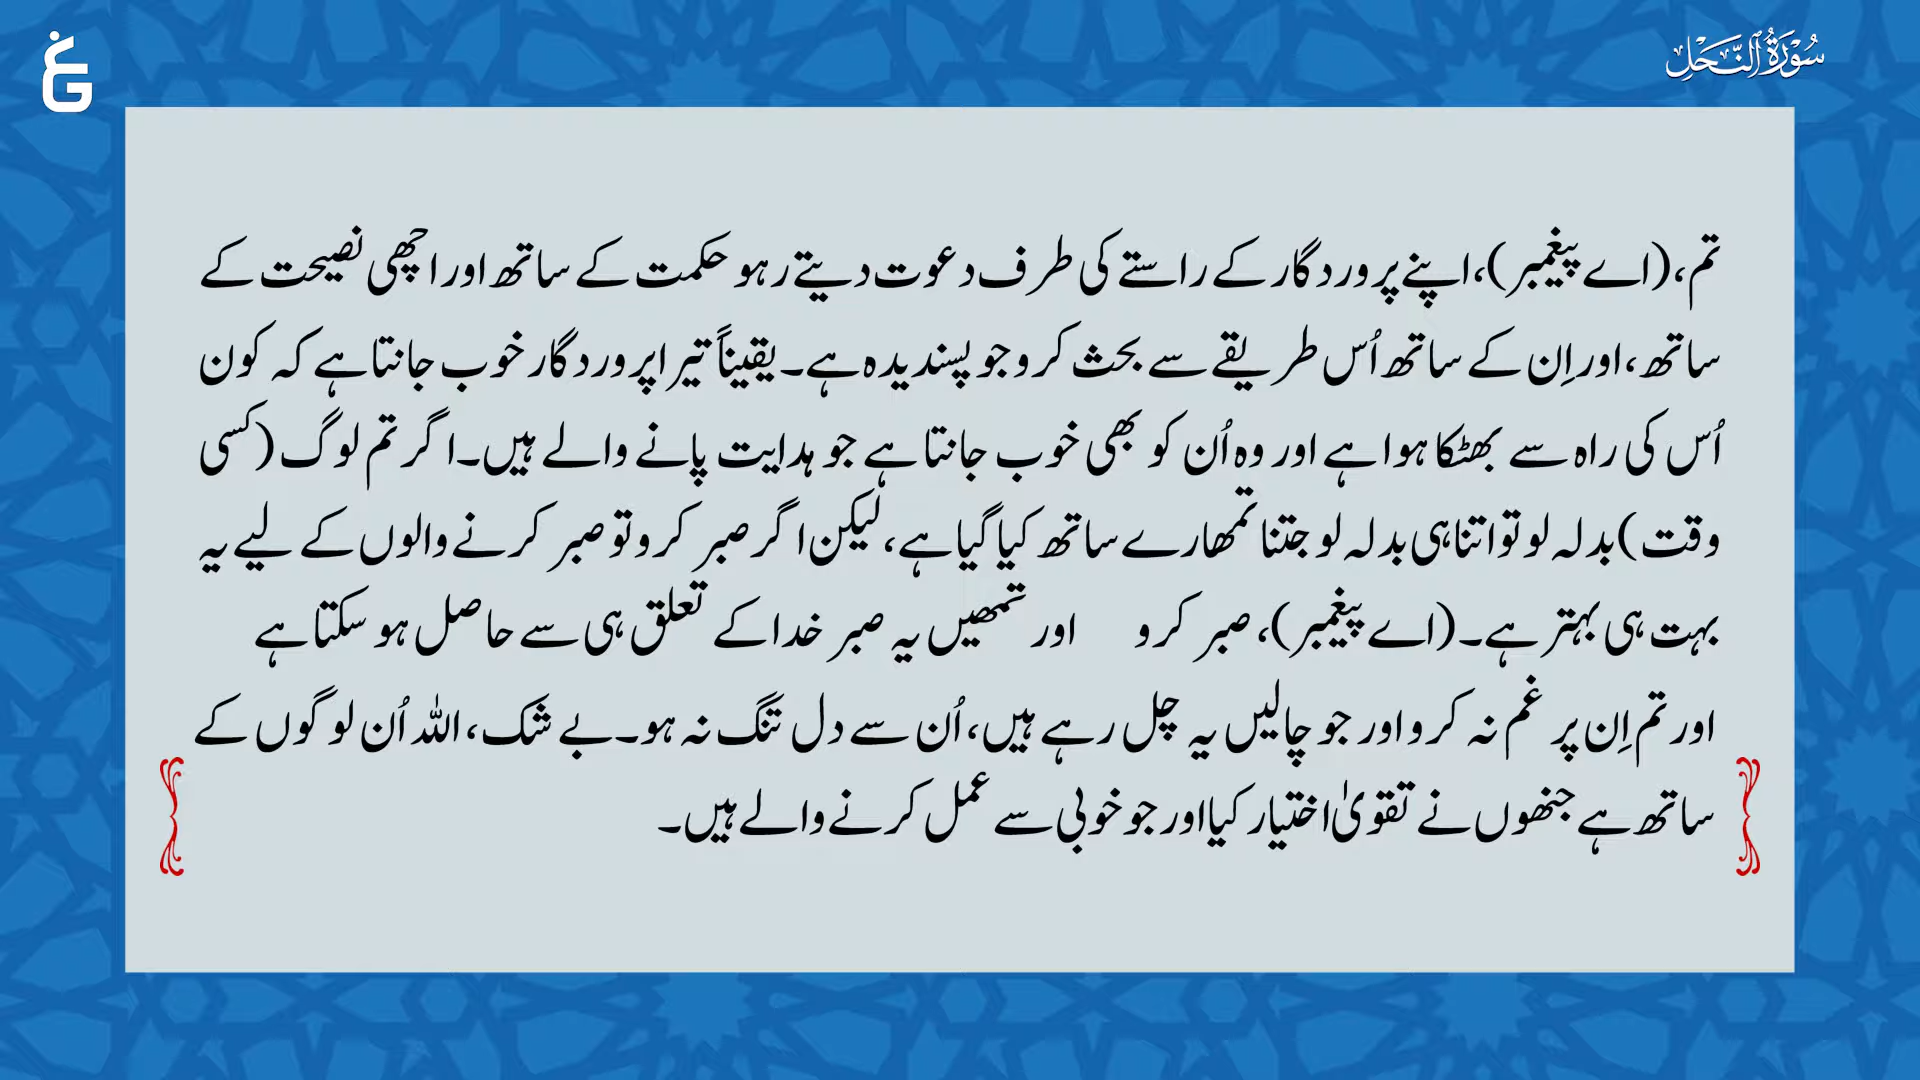 سُوْرَةُ النَّحْلِ
تم، (اے پیغمبر)، اپنے پروردگار کے راستے کی طرف دعوت دیتے رہو حکمت کے ساتھ اور اچھی نصیحت کے
ساتھ، اور اِن کے ساتھ اُس طریقے سے بحث کرو جو پسندیدہ ہے۔ یقیناً تیرا پروردگار خوب جانتا ہے کہ کون
اُس کی راہ سے بھٹکا ہوا ہے اور وہ اُن کو بھی خوب جانتا ہے جو ہدایت پانے والے ہیں۔ اگر تم لوگ (کسی
وقت) بدلہ لو تو اتنا ہی بدلہ لو جتنا تمھارے ساتھ کیا گیا ہے، لیکن اگر صبر کرو تو صبر کرنے والوں کے لیے یہ
بہت ہی بہتر ہے۔ (اے پیغمبر)، صبر کرو اور تمھیں یہ صبر خدا کے تعلق ہی سے حاصل ہو سکتا ہے
اور تم اِن پر غم نہ کرو اور جو چالیں یہ چل رہے ہیں، اُن سے دل تنگ نہ ہو۔ بے شک، اللہ اُن لوگوں کے
ساتھ ہے جنھوں نے تقویٰ اختیار کیا اور جو خوبی سے عمل کرنے والے ہیں۔